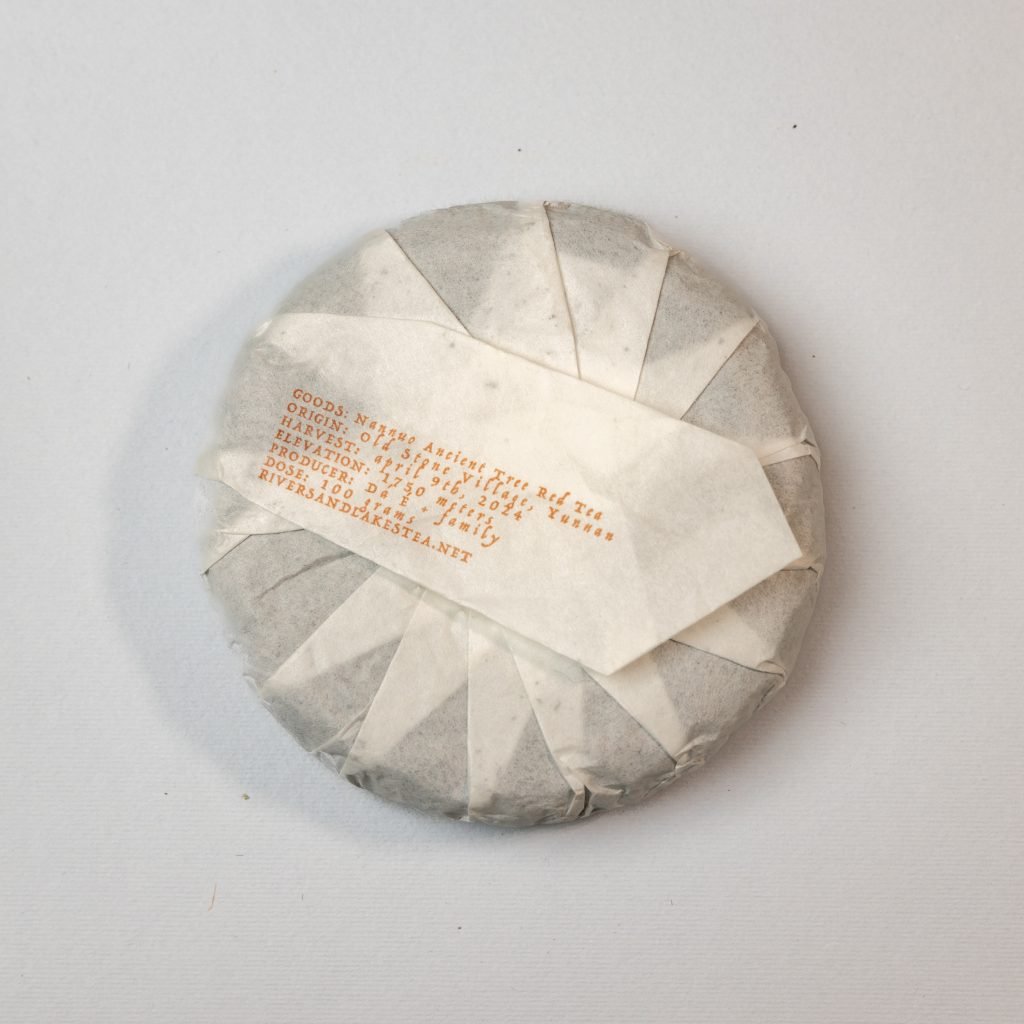 GOODS: Nannuo Ancient Tree Red Tea
ORIGIN: Old Stone Village, Yunnan
HARVEST: april 9th, 2024
ELEVATION: 1750 meters
PRODUCER: Da E + family
DOSE: 100 grams
RIVERSANDLAKESTEA.NET